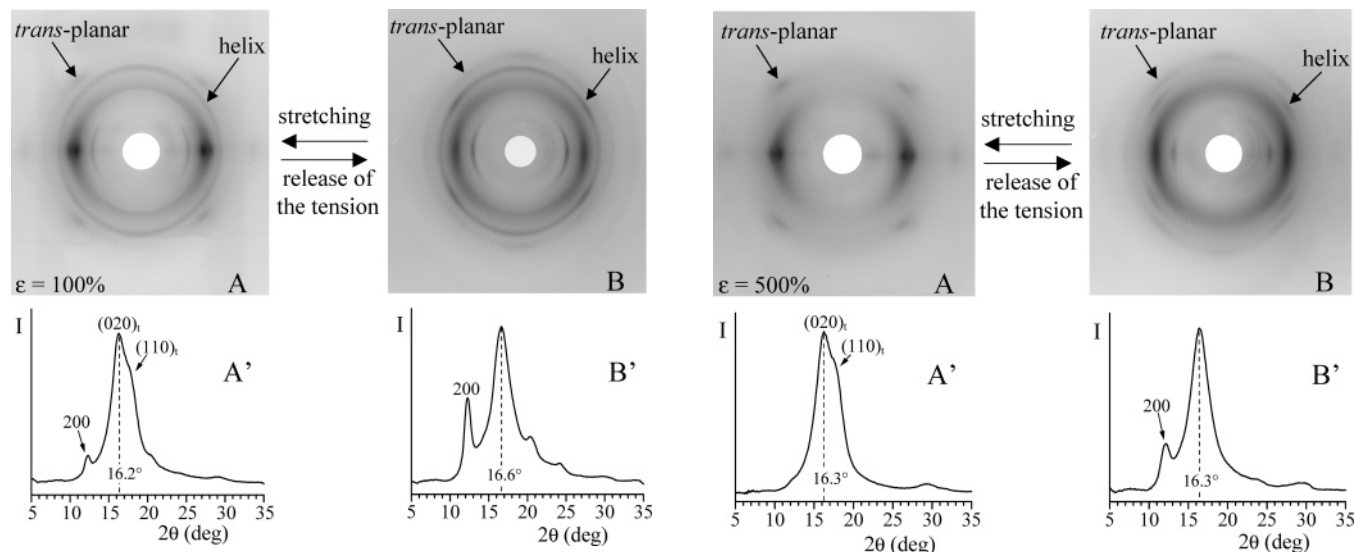 trans-planar
helix
ε = 100%
A
stretching
release of
the tension
trans-planar
helix
B
trans-planar
ε = 500%
A
stretching
release of
the tension
trans-planar
helix
B
I
(020)t
(110)t
200
16.2°
A'
5 10 15 20 25 30 35
2θ (deg)
I
200
16.6°
B'
5 10 15 20 25 30 35
2θ (deg)
I
(020)t
(110)t
16.3°
A'
5 10 15 20 25 30 35
2θ (deg)
I
200
16.3°
B'
5 10 15 20 25 30 35
2θ (deg)